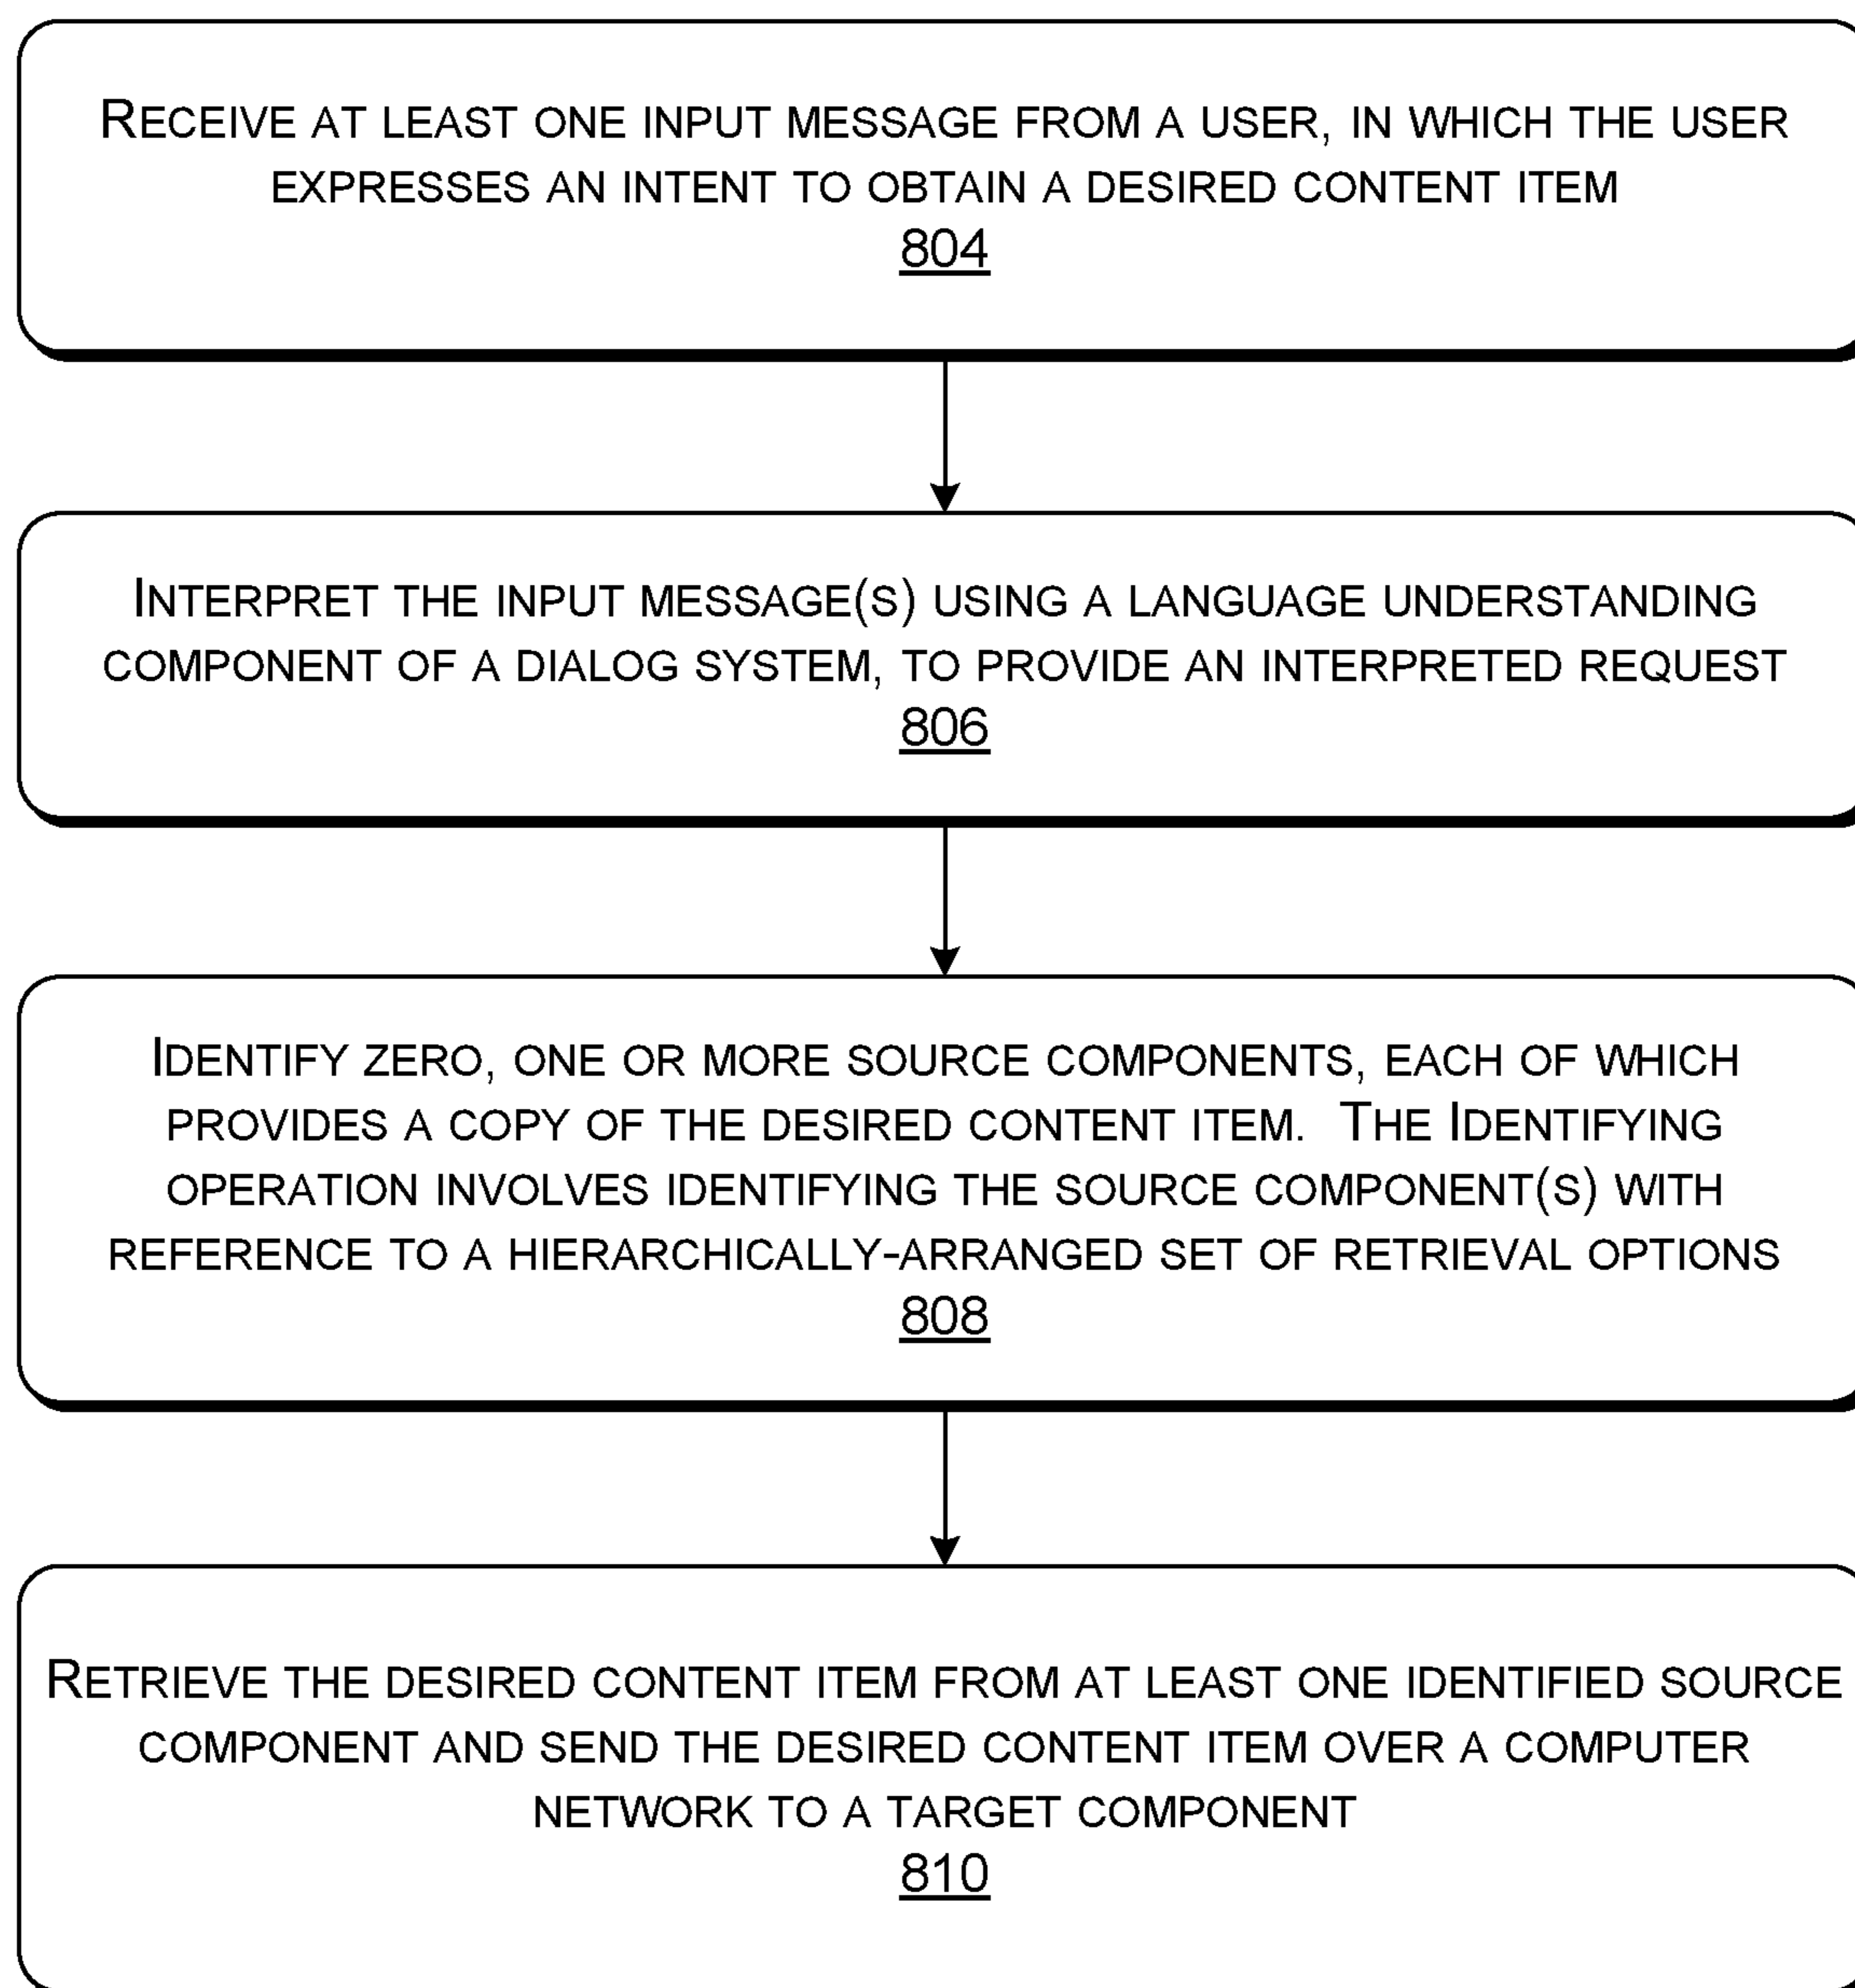 Receive at least one input message from a user, in which the user
expresses an intent to obtain a desired content item
804
Interpret the input message(s) using a language understanding
component of a dialog system, to provide an interpreted request
806
Identify zero, one or more source components, each of which
provides a copy of the desired content item. The Identifying
operation involves identifying the source component(s) with
reference to a hierarchically-arranged set of retrieval options
808
Retrieve the desired content item from at least one identified source
component and send the desired content item over a computer
network to a target component
810